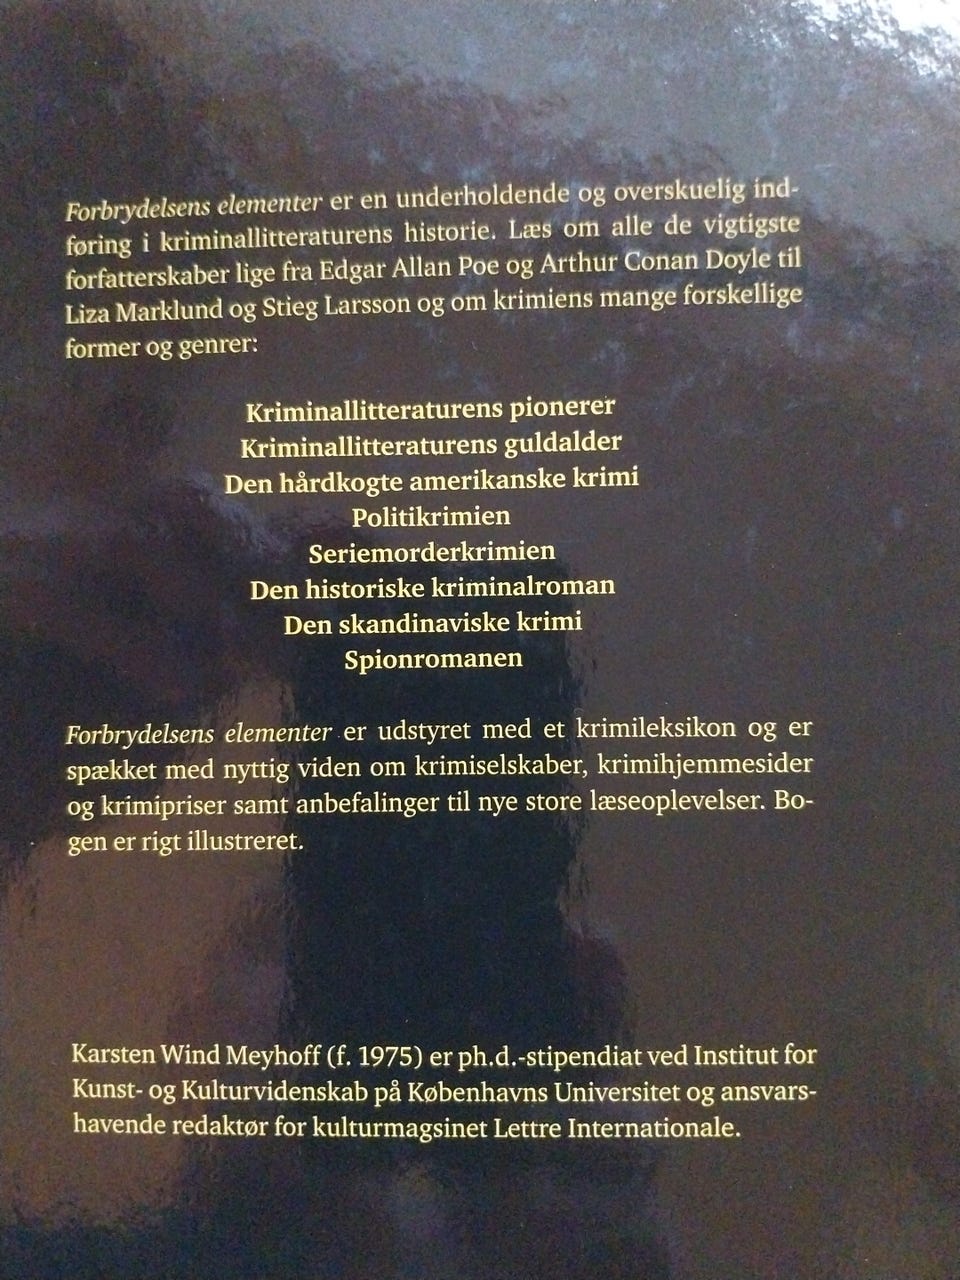 Forbrydelsens elementer er en underholdende og overskuelig ind-
føring i kriminallitteraturens historie. Læs om alle de vigtigste
forfatterskaber lige fra Edgar Allan Poe og Arthur Conan Doyle til
Liza Marklund og Stieg Larsson og om krimiens mange forskellige
former og genrer:
Kriminallitteraturens pionerer
Kriminallitteraturens guldalder
Den hårdkogte amerikanske krimi
Politikrimien
Seriemorderkrimien
Den historiske kriminalroman
Den skandinaviske krimi
Spionromanen
Forbrydelsens elementer er udstyret med et krimileksikon og er
spækket med nyttig viden om krimiselskaber, krimihjemmesider
og krimipriser samt anbefalinger til nye store læseoplevelser. Bo-
gen er rigt illustreret.
Karsten Wind Meyhoff (f. 1975) er ph.d.-stipendiat ved Institut for
Kunst- og Kulturvidenskab på Københavns Universitet og ansvars-
havende redaktør for kulturmagsinet Lettre Internationale.